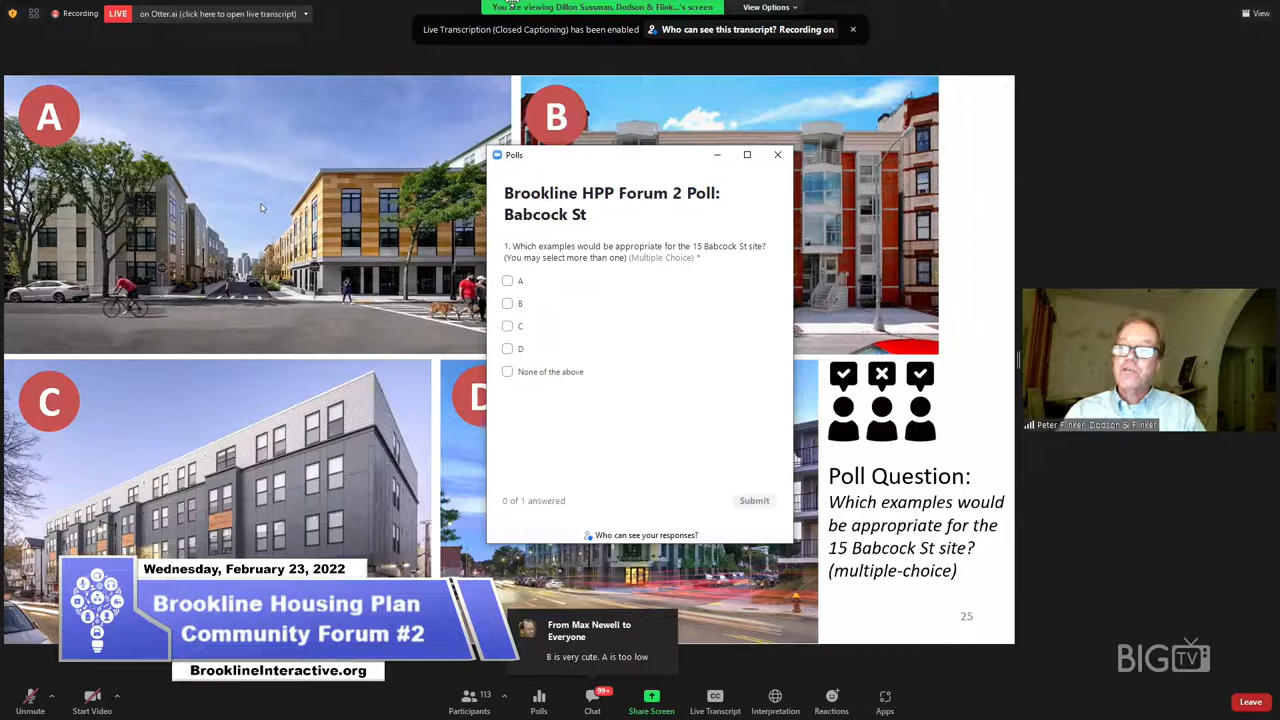 Recording
LIVE
on Otter.ai (click here to open live transcript)
You are viewing Dillon Sussman, Dodson & Flink...'s screen
View Options
View
Live Transcription (Closed Captioning) has been enabled
Who can see this transcript? Recording on
A
B
Polls
Brookline HPP Forum 2 Poll:
Babcock St
1. Which examples would be appropriate for the 15 Babcock St site?
(You may select more than one) (Multiple Choice) *
A
B
C
D
None of the above
0 of 1 answered
Submit
Who can see your responses?
C
D
Peter Flinker, Dodson & Flinker
Poll Question:
Which examples would
be appropriate for the
15 Babcock St site?
(multiple-choice)
25
Wednesday, February 23, 2022
Brookline Housing Plan
Community Forum #2
BrooklineInteractive.org
From Max Newell to
Everyone
B is very cute. A is too low
BIG TV
Unmute
Start Video
113
Participants
Polls
99+
Chat
Share Screen
CC
Live Transcript
Interpretation
Reactions
Apps
Leave